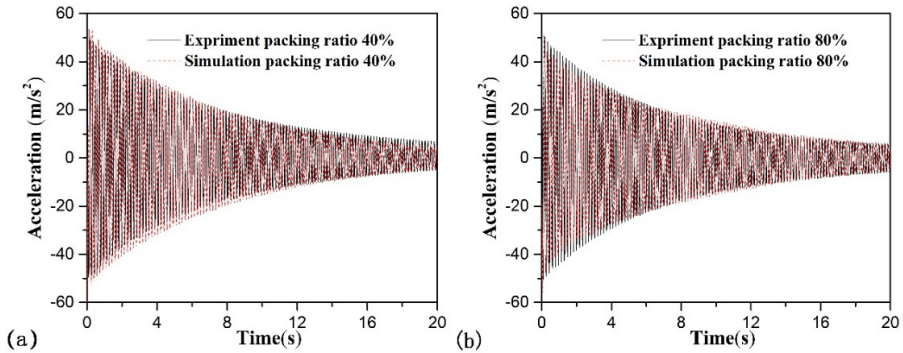 60
40
20
0
-20
-40
-60
Acceleration (m/s²)
Expriment packing ratio 40%
Simulation packing ratio 40%
0 4 8 12 16 20
Time(s)
(a)
60
40
20
0
-20
-40
-60
Acceleration (m/s²)
Expriment packing ratio 80%
Simulation packing ratio 80%
0 4 8 12 16 20
Time(s)
(b)